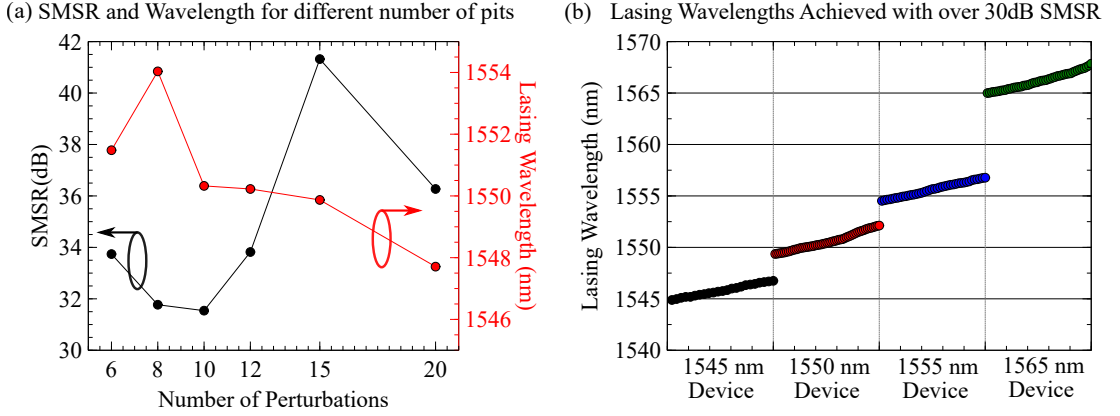 (a) SMSR and Wavelength for different number of pits
42
40
38
36
34
32
30
SMSR(dB)
6
8
10
12
15
20
Number of Perturbations
1554
1552
1550
1548
1546
Lasing Wavelength (nm)
(b) Lasing Wavelengths Achieved with over 30dB SMSR
1570
1565
1560
1555
1550
1545
1540
Lasing Wavelength (nm)
1545 nm
Device
1550 nm
Device
1555 nm
Device
1565 nm
Device